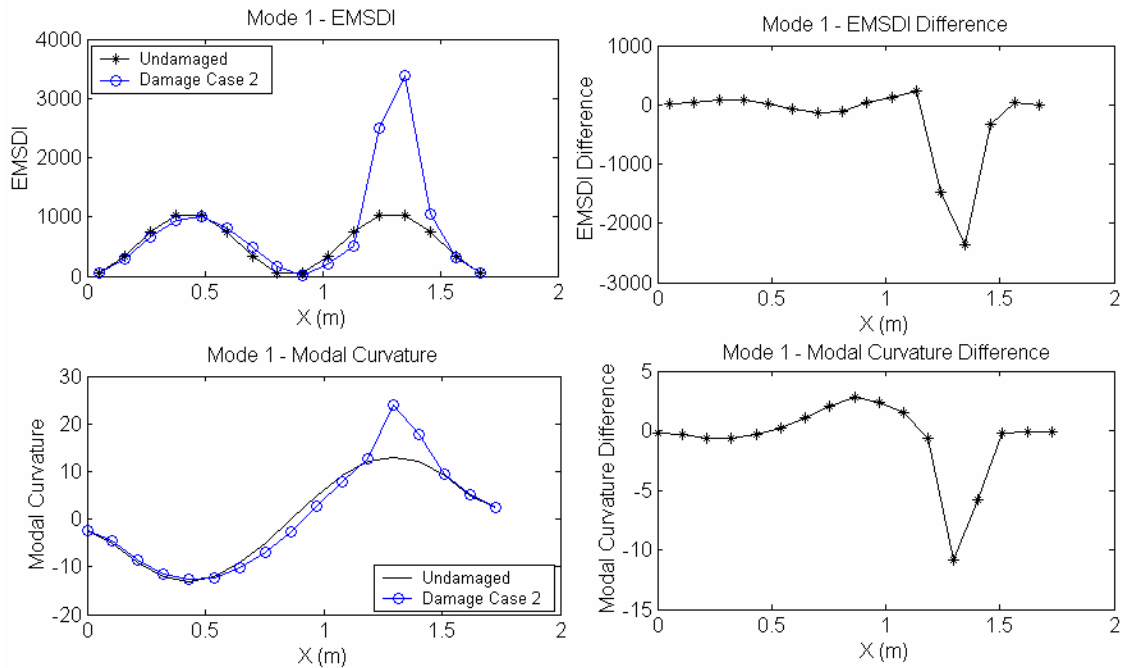 Mode 1 - EMSDI
4000
3000
2000
1000
0
EMSDI
Undamaged
Damage Case 2
0
0.5
1
1.5
2
X (m)
Mode 1 - EMSDI Difference
1000
0
-1000
-2000
-3000
EMSDI Difference
0
0.5
1
1.5
2
X (m)
Mode 1 - Modal Curvature
30
20
10
0
-10
-20
Modal Curvature
Undamaged
Damage Case 2
0
0.5
1
1.5
2
X (m)
Mode 1 - Modal Curvature Difference
5
0
-5
-10
-15
Modal Curvature Difference
0
0.5
1
1.5
2
X (m)